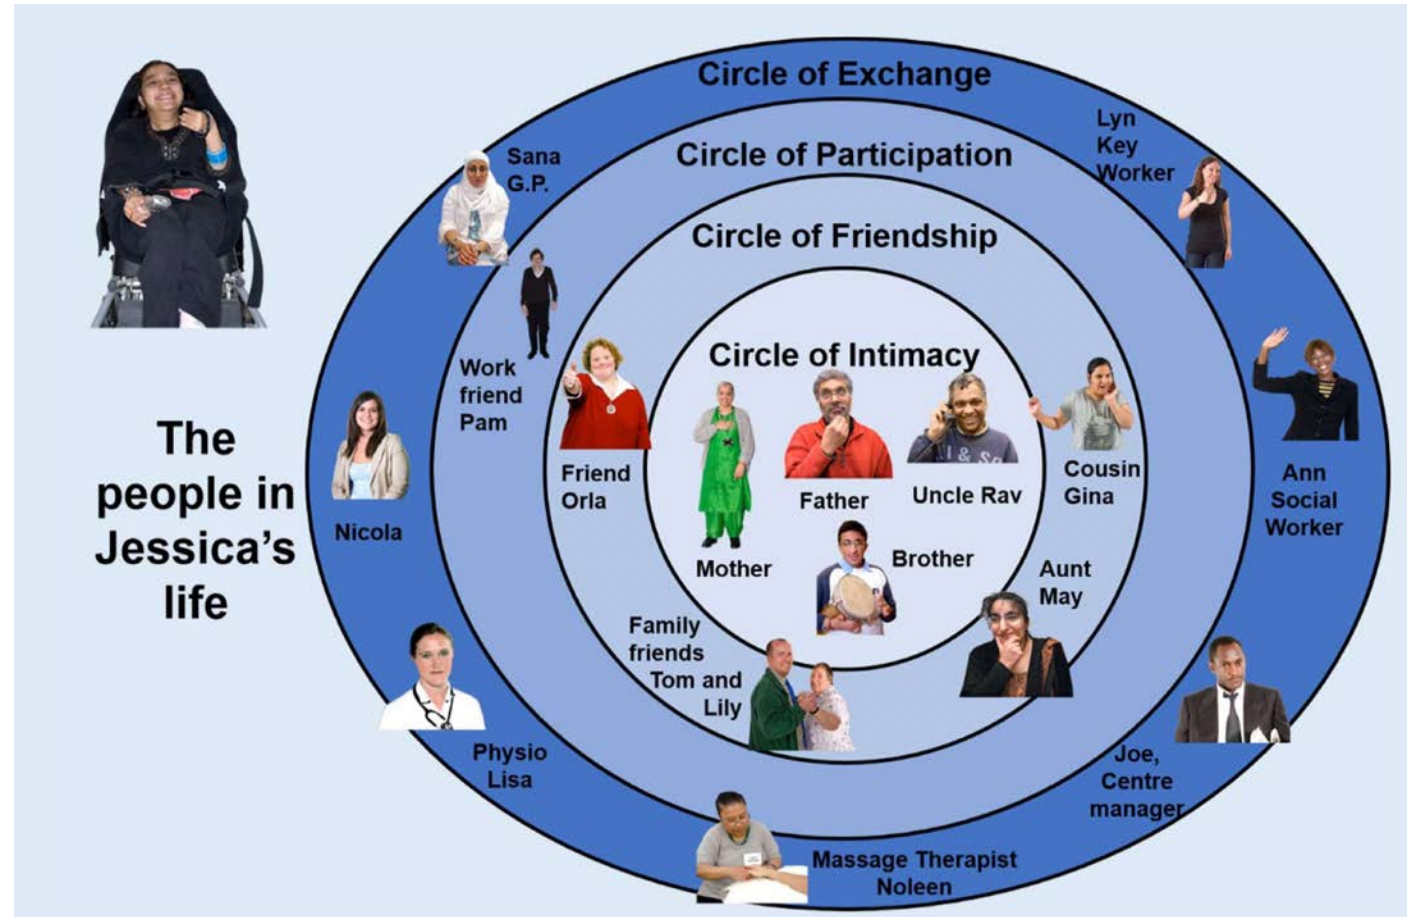 The
people in
Jessica's
life
Circle of Exchange
Circle of Participation
Circle of Friendship
Circle of Intimacy
Sana
G.P.
Lyn
Key
Worker
Work
friend
Pam
Nicola
Friend
Orla
Mother
Father
Uncle Rav
Brother
Cousin
Gina
Aunt
May
Ann
Social
Worker
Family
friends
Tom and
Lily
Physio
Lisa
Joe,
Centre
manager
Massage Therapist
Noleen